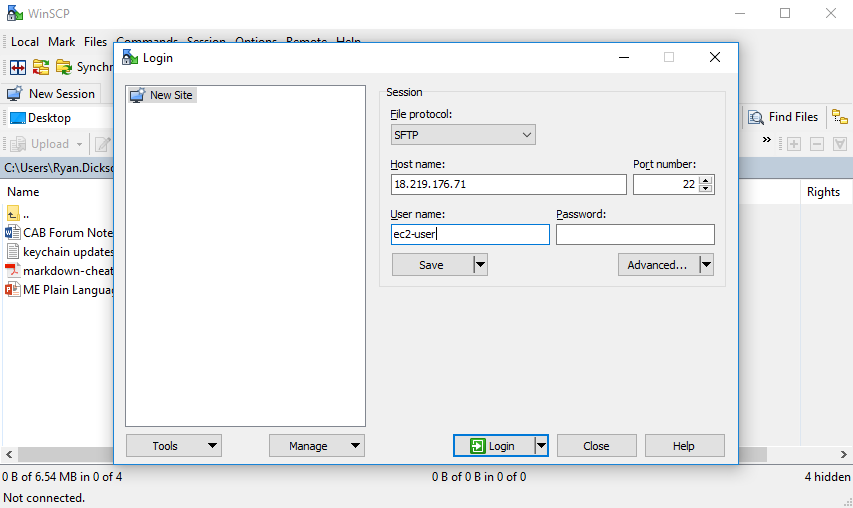 WinSCP
Local Mark Files Commands Session Options Remote Help
Login
Synchr
New Session
New Site
Session
File protocol:
SFTP
Desktop
Find Files
Upload
Host name:
Port number:
18.219.176.71
22
C:\Users\Ryan.Dickso
Name
Rights
..
User name:
Password:
ec2-user
CAB Forum Note
keychain updates
markdown-cheat
ME Plain Langua
Save
Advanced...
Tools
Manage
Login
Close
Help
0 B of 6.54 MB in 0 of 4
0 B of 0 B in 0 of 0
4 hidden
Not connected.